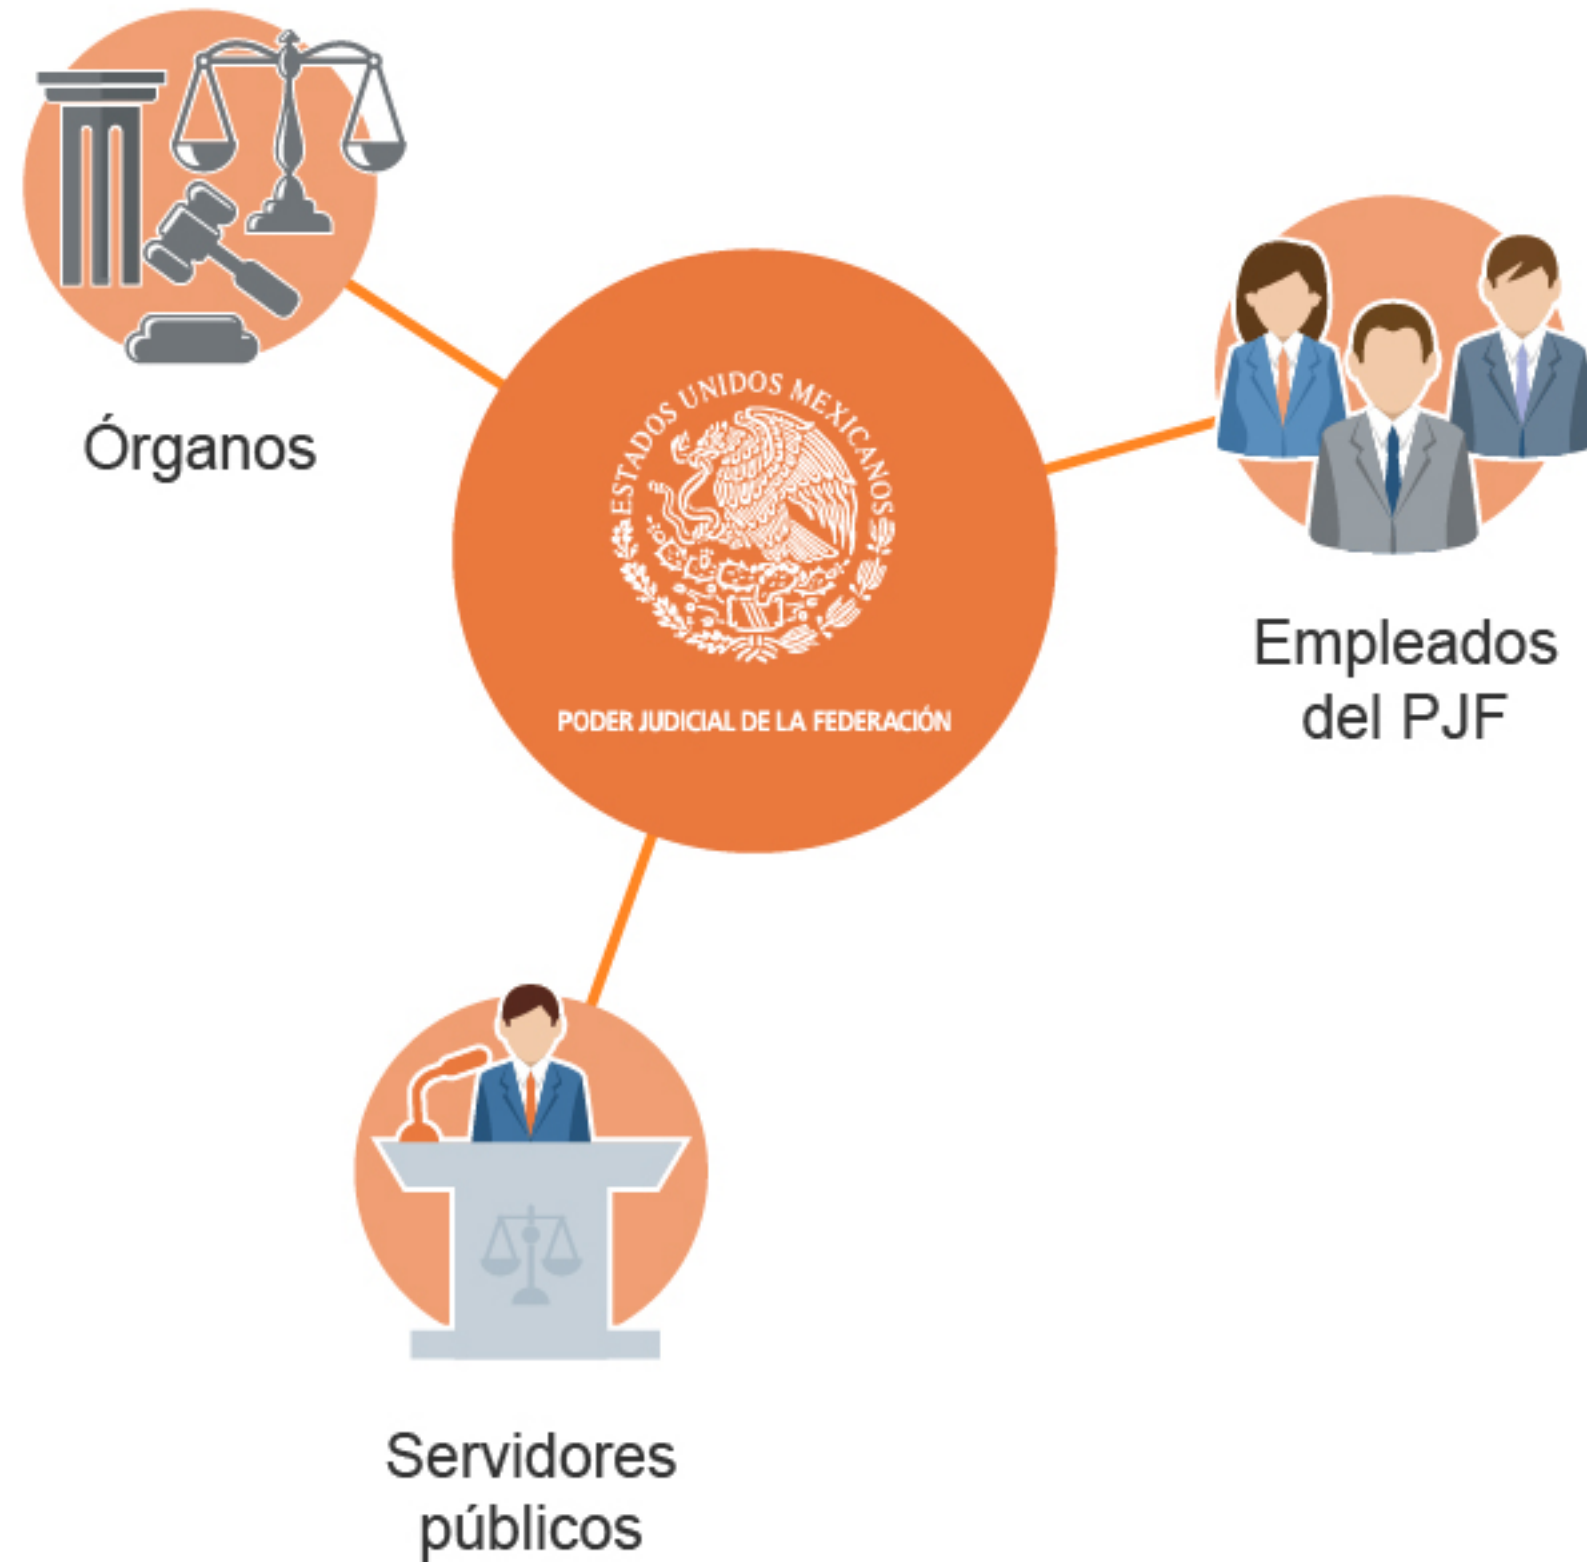 Órganos
ESTADOS UNIDOS MEXICANOS
PODER JUDICIAL DE LA FEDERACIÓN
Empleados
del PJF
Servidores
públicos